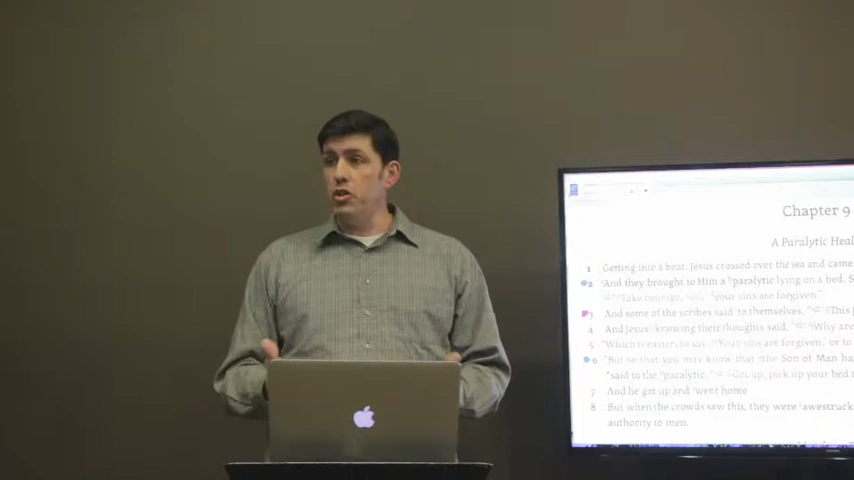 Chapter 9
A Paralytic Heal
1 Getting into a boat, Jesus crossed over the sea and came
2 And they brought to Him a paralytic lying on a bed. S
"Take courage, son; your sins are forgiven."
3 And some of the scribes said to themselves, "This
4 And Jesus knowing their thoughts said, "Why are
5 "Which is easier, to say, 'Your sins are forgiven,' or to
6 "But so that you may know that the Son of Man ha
said to the paralytic, "Get up, pick up your bed
7 And he got up and went home.
8 But when the crowds saw this, they were awestruck
authority to men.